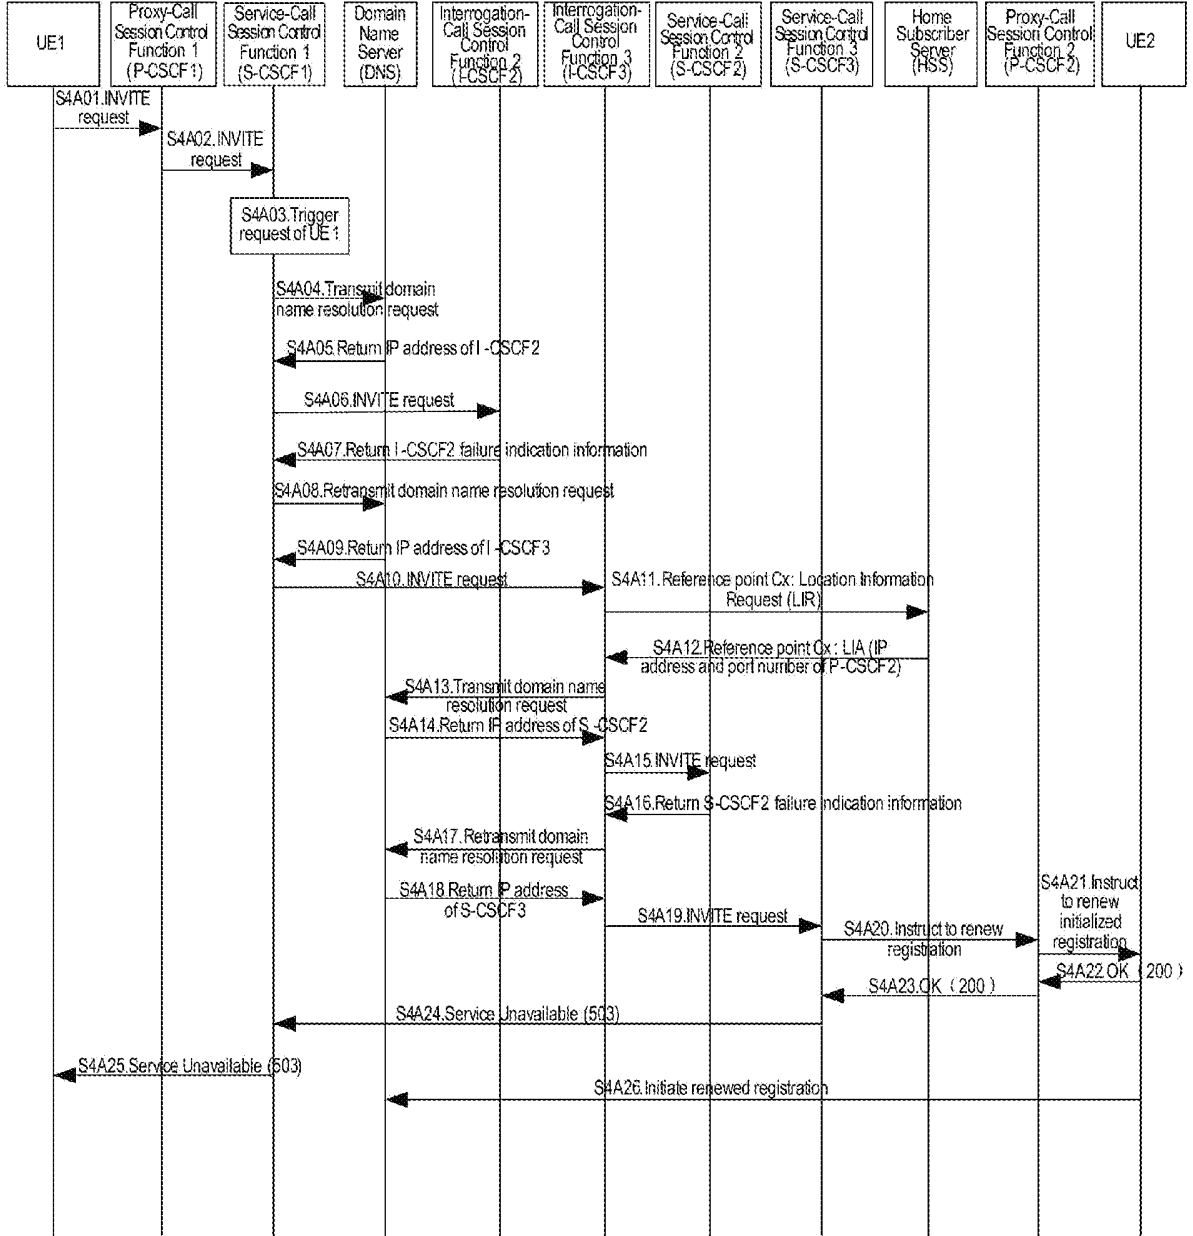 UE1
Proxy-Call
Session Control
Function 1
(P-CSCF1)
Service-Call
Session Control
Function 1
(S-CSCF1)
Domain
Name
Server
(DNS)
Interrogation-
Call Session
Control
Function 2
(I-CSCF2)
Interrogation-
Call Session
Control
Function 3
(I-CSCF3)
Service-Call
Session Control
Function 2
(S-CSCF2)
Service-Call
Session Control
Function 3
(S-CSCF3)
Home
Subscriber
Server
(HSS)
Proxy-Call
Session Control
Function 2
(P-CSCF2)
UE2
S4A01.INVITE
request
S4A02.INVITE
request
S4A03.Trigger
request of UE1
S4A04.Transmit domain
name resolution request
S4A05.Return IP address of I-CSCF2
S4A06.INVITE request
S4A07.Return I-CSCF2 failure indication information
S4A08.Retransmit domain name resolution request
S4A09.Return IP address of I-CSCF3
S4A10.INVITE request
S4A11.Reference point Cx: Location Information
Request (LIR)
S4A12.Reference point Cx: LIA (IP
address and port number of P-CSCF2)
S4A13.Transmit domain name
resolution request
S4A14.Return IP address of S-CSCF2
S4A15.INVITE request
S4A16.Return S-CSCF2 failure indication information
S4A17.Retransmit domain
name resolution request
S4A18.Return IP address
of S-CSCF3
S4A19.INVITE request
S4A20.Instruct to renew
registration
S4A21.Instruct
to renew
initialized
registration
S4A22.OK (200)
S4A23.OK (200)
S4A24.Service Unavailable (503)
S4A25.Service Unavailable (503)
S4A26.Initiate renewed registration